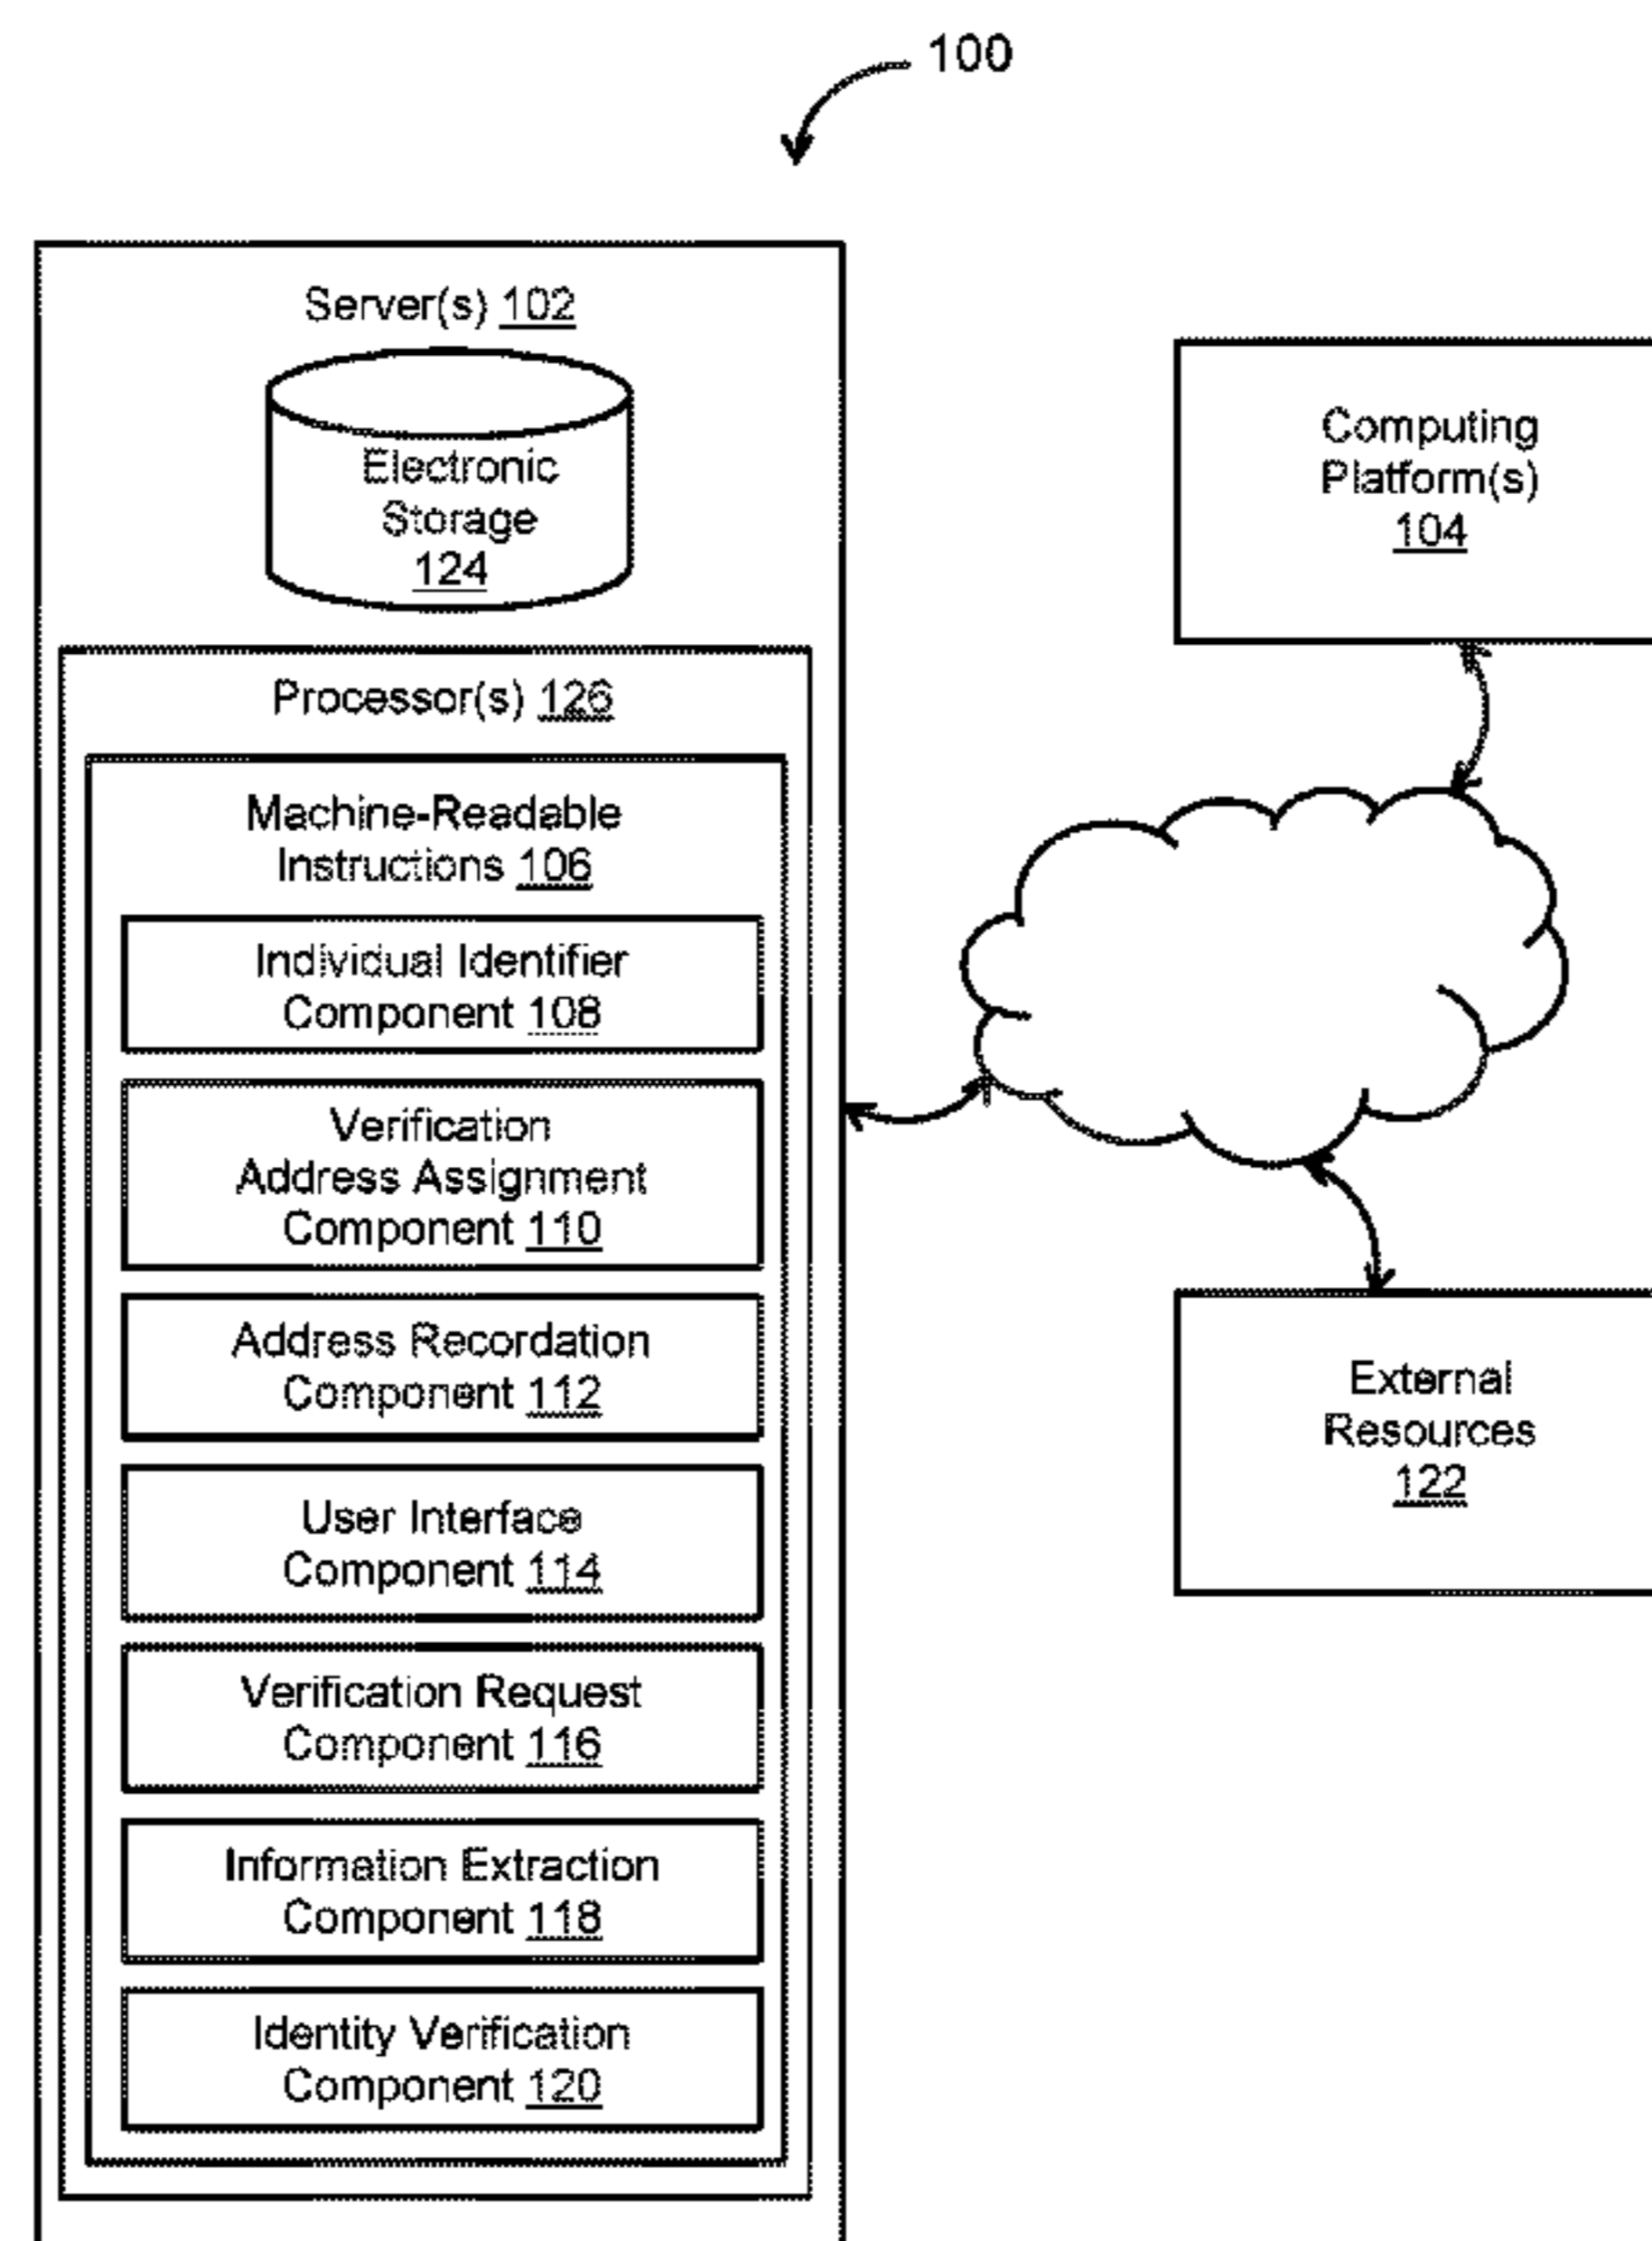 100
Server(s) 102
Electronic
Storage
124
Processor(s) 126
Machine-Readable
Instructions 106
Individual Identifier
Component 108
Verification
Address Assignment
Component 110
Address Recordation
Component 112
User Interface
Component 114
Verification Request
Component 116
Information Extraction
Component 118
Identity Verification
Component 120
Computing
Platform(s)
104
External
Resources
122